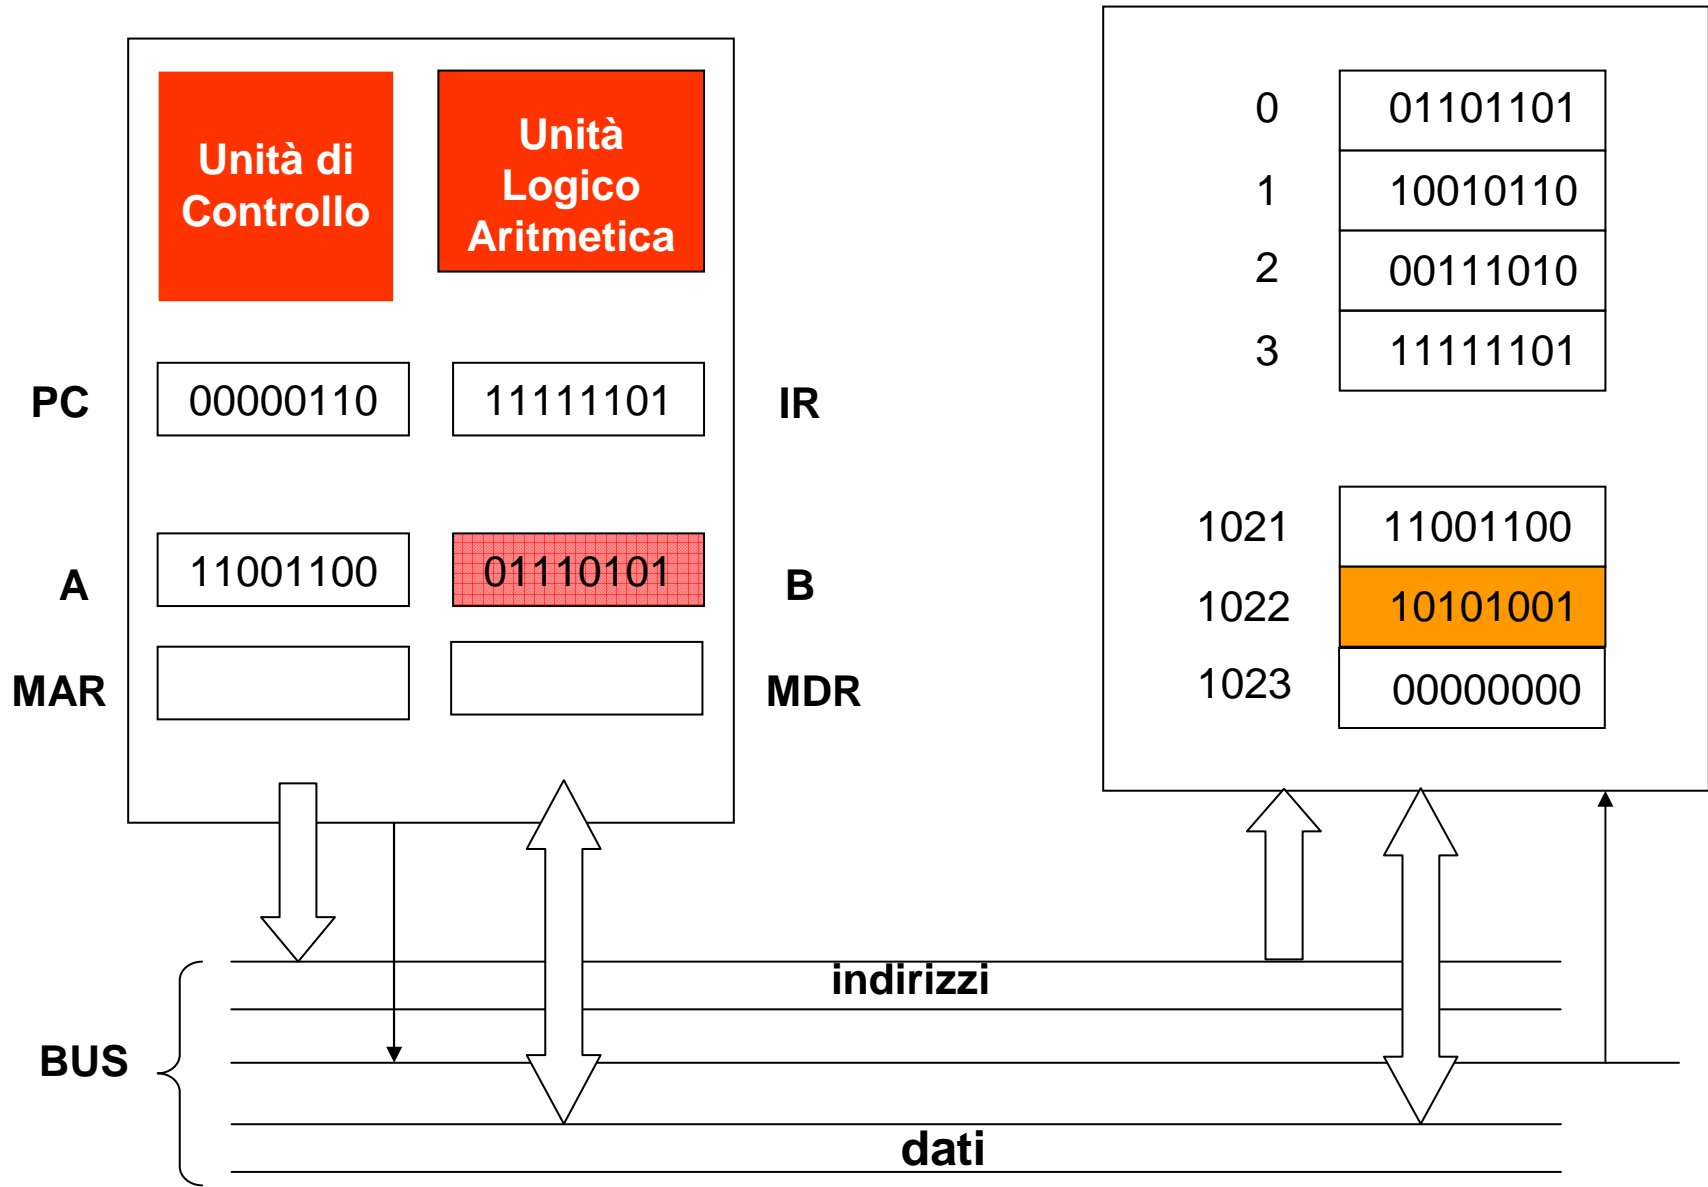 Unità di
Controllo
Unità
Logico
Aritmetica
PC
00000110
11111101
IR
A
11001100
01110101
B
MAR
MDR
0
01101101
1
10010110
2
00111010
3
11111101
1021
11001100
1022
10101001
1023
00000000
BUS
indirizzi
dati